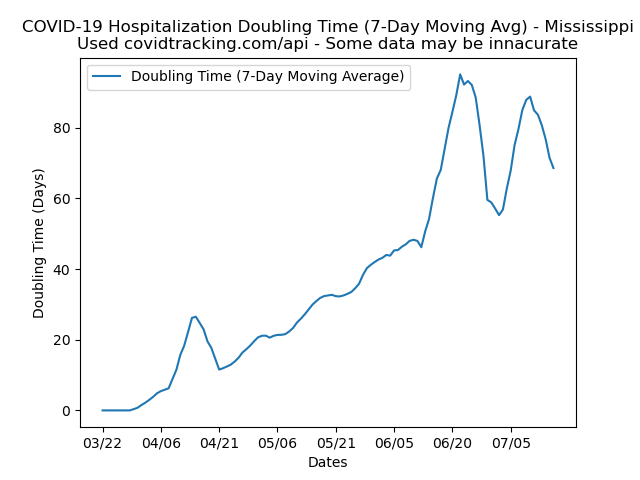 COVID-19 Hospitalization Doubling Time (7-Day Moving Avg) - Mississippi
Used covidtracking.com/api - Some data may be innacurate
Doubling Time (7-Day Moving Average)
Doubling Time (Days)
80
60
40
20
0
03/22 04/06 04/21 05/06 05/21 06/05 06/20 07/05
Dates